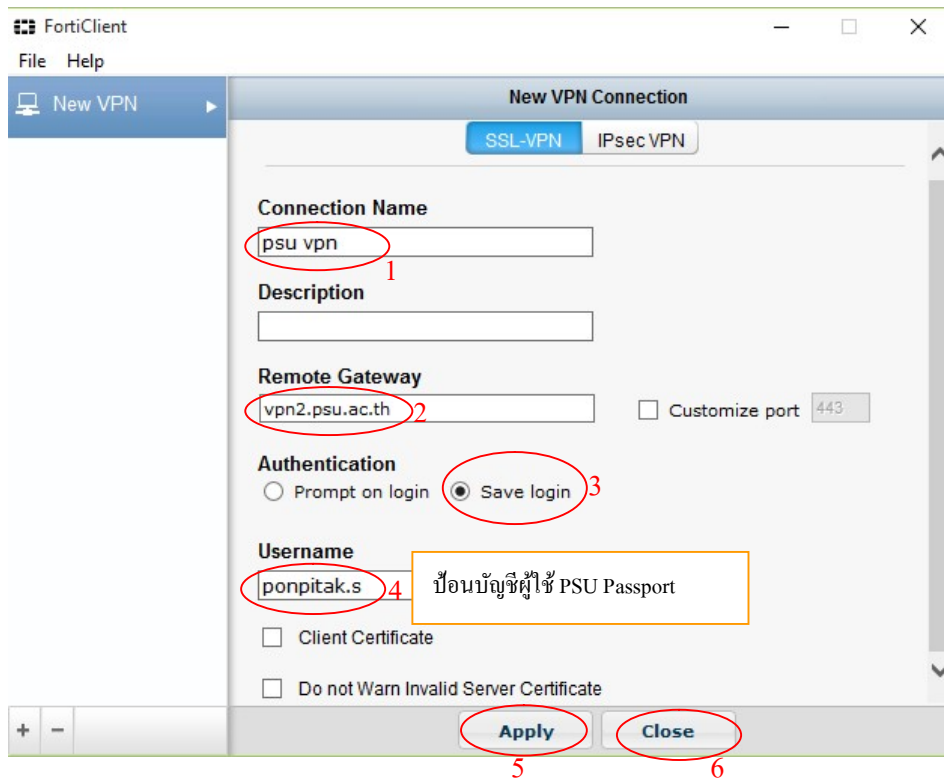 FortiClient
File Help
New VPN
New VPN Connection
SSL-VPN IPsec VPN
Connection Name
psu vpn
1
Description
Remote Gateway
vpn2.psu.ac.th 2
Customize port 443
Authentication
Prompt on login Save login 3
Username
ponpitak.s 4
ป้อนบัญชีผู้ใช้ PSU Passport
Client Certificate
Do not Warn Invalid Server Certificate
+ −
Apply Close
5 6